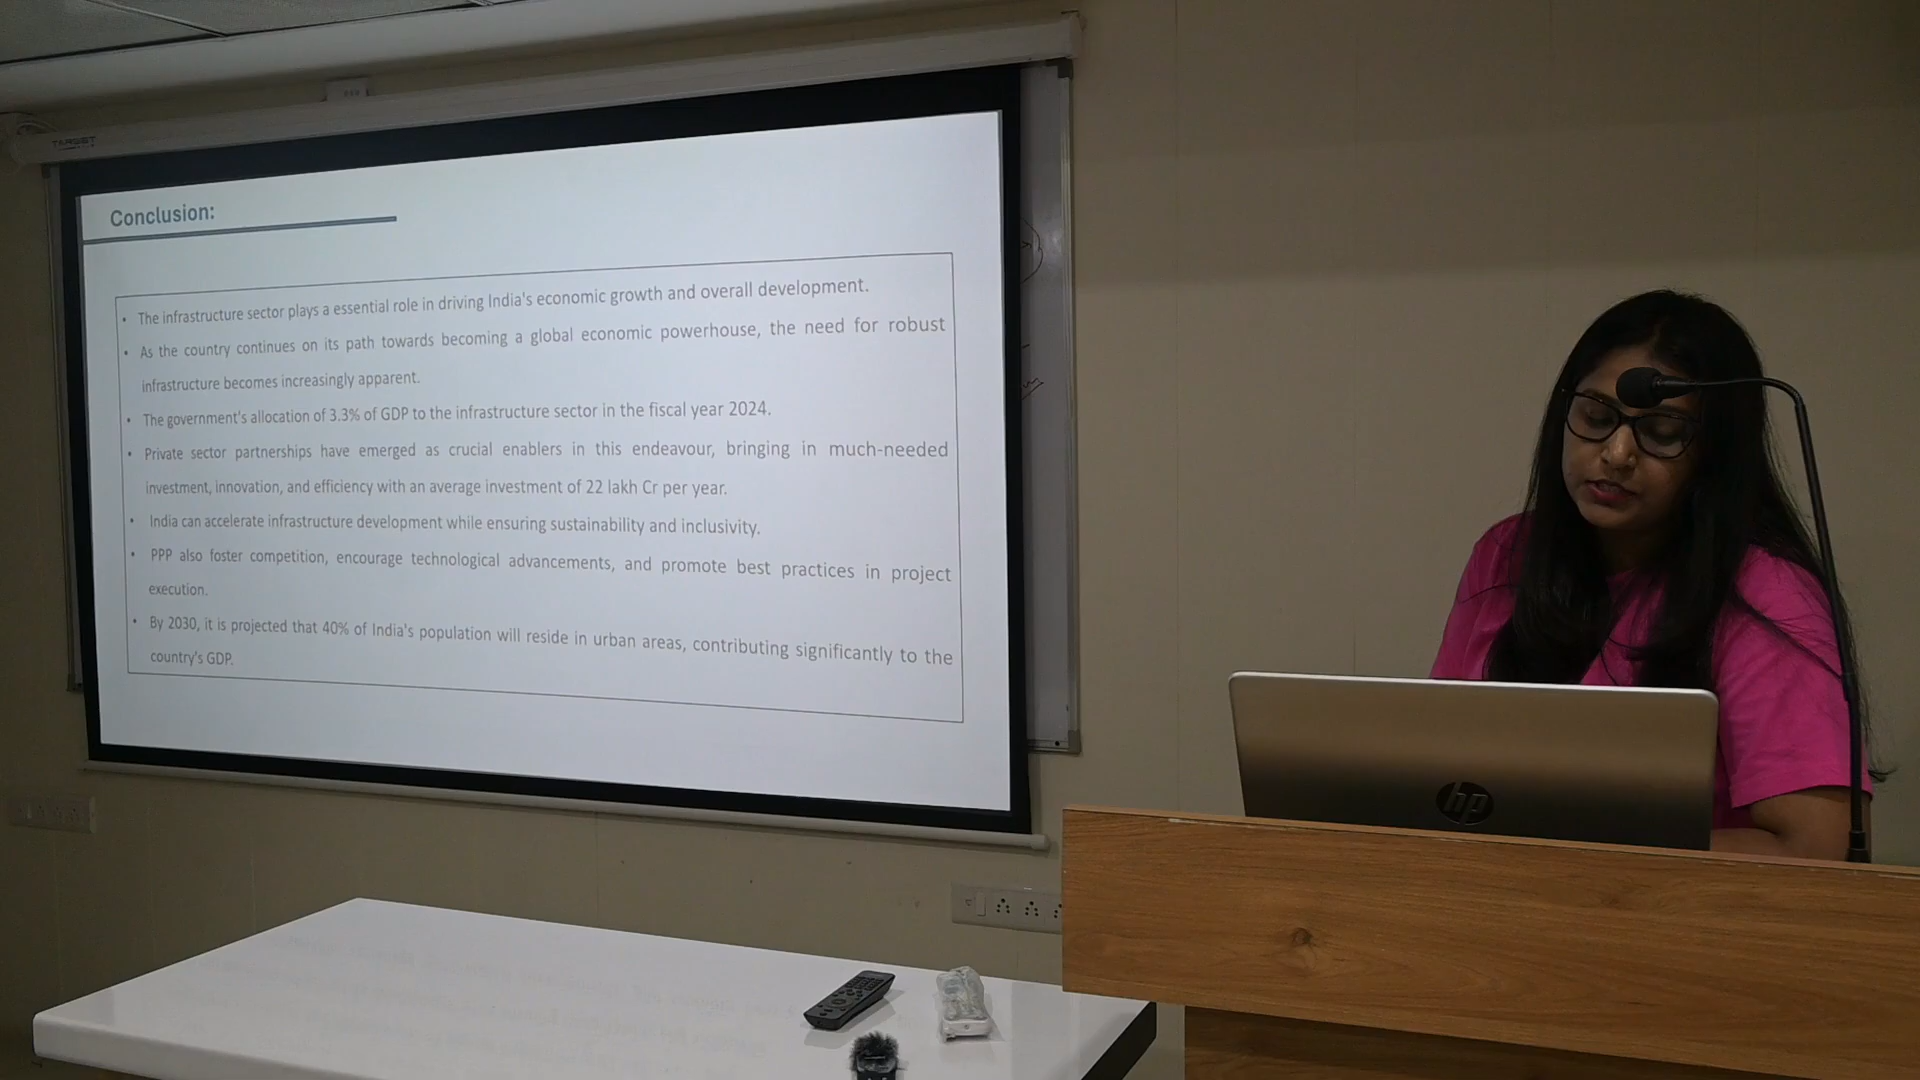 TARGET
Conclusion:
• The infrastructure sector plays a essential role in driving India's economic growth and overall development.
• As the country continues on its path towards becoming a global economic powerhouse, the need for robust
infrastructure becomes increasingly apparent.
• The government's allocation of 3.3% of GDP to the infrastructure sector in the fiscal year 2024.
• Private sector partnerships have emerged as crucial enablers in this endeavour, bringing in much-needed
investment, innovation, and efficiency with an average investment of 22 lakh Cr per year.
• India can accelerate infrastructure development while ensuring sustainability and inclusivity.
• PPP also foster competition, encourage technological advancements, and promote best practices in project
execution.
• By 2030, it is projected that 40% of India's population will reside in urban areas, contributing significantly to the
country's GDP.
hp